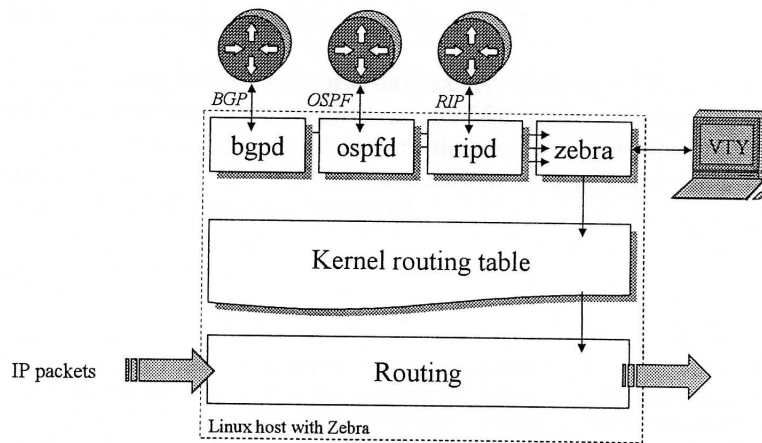 BGP OSPF RIP
bgpd ospfd ripd zebra VTY
Kernel routing table
IP packets Routing
Linux host with Zebra